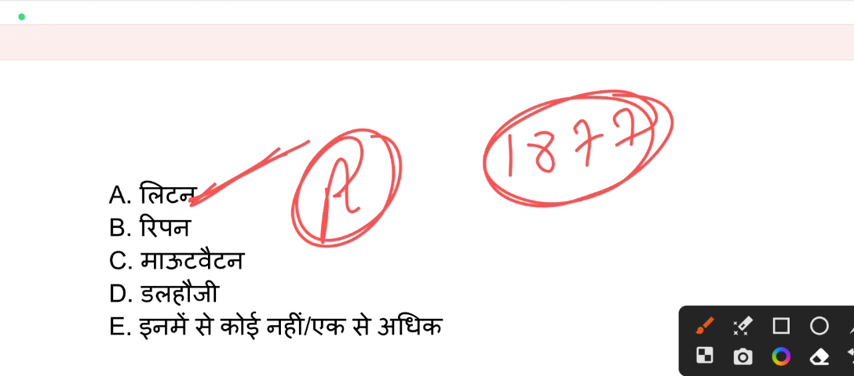 1877
A
A. लिटन
B. रिपन
C. माऊटवैटन
D. डलहौजी
E. इनमें से कोई नहीं/एक से अधिक